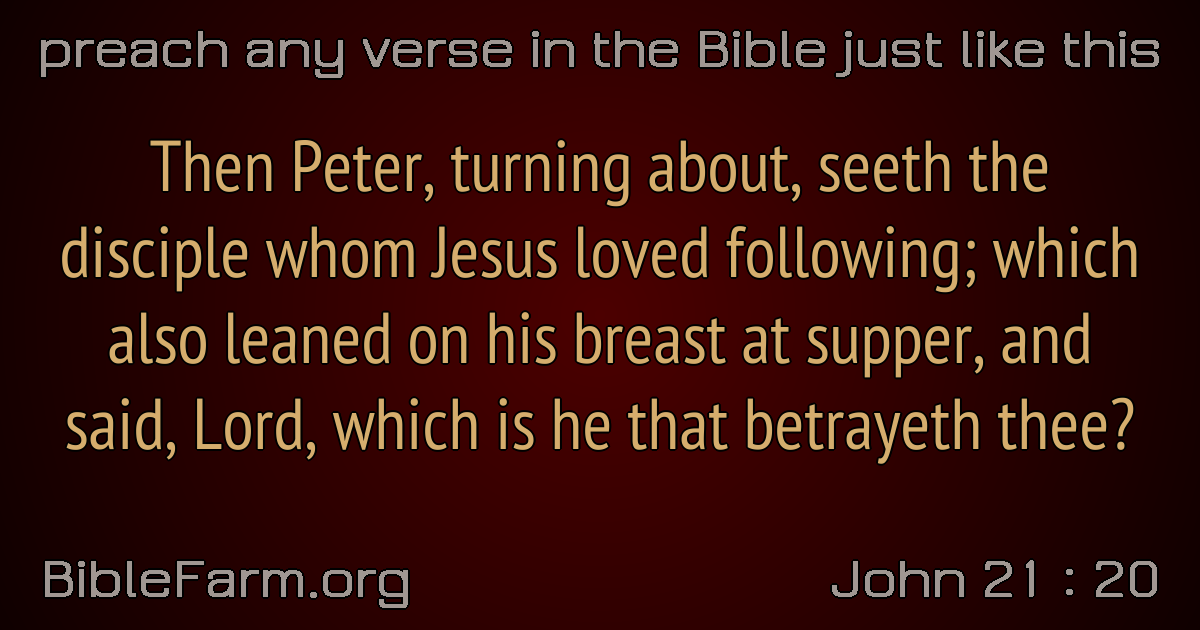 preach any verse in the Bible just like this
Then Peter, turning about, seeth the
disciple whom Jesus loved following; which
also leaned on his breast at supper, and
said, Lord, which is he that betrayeth thee?
BibleFarm.org
John 21 : 20